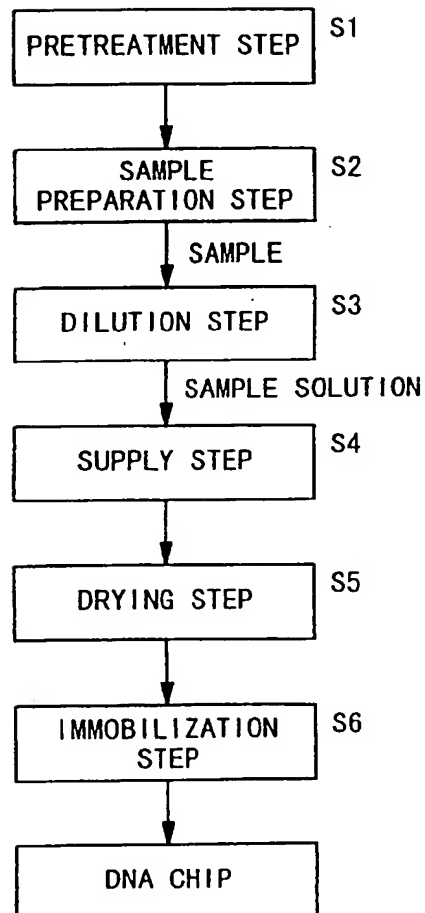 PRETREATMENT STEP
S1
SAMPLE
PREPARATION STEP
S2
SAMPLE
DILUTION STEP
S3
SAMPLE SOLUTION
SUPPLY STEP
S4
DRYING STEP
S5
IMMOBILIZATION
STEP
S6
DNA CHIP